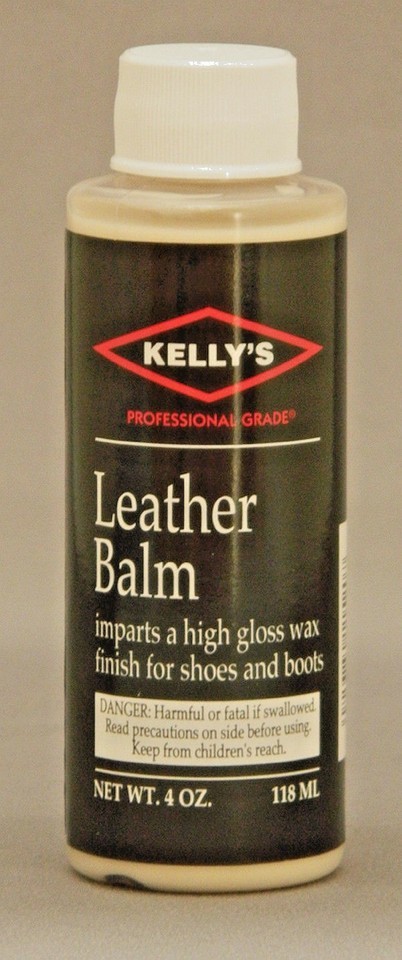 KELLY'S
PROFESSIONAL GRADE®
Leather
Balm
imparts a high gloss wax
finish for shoes and boots
DANGER: Harmful or fatal if swallowed.
Read precautions on side before using.
Keep from children's reach.
NET WT. 4 OZ. 118 ML